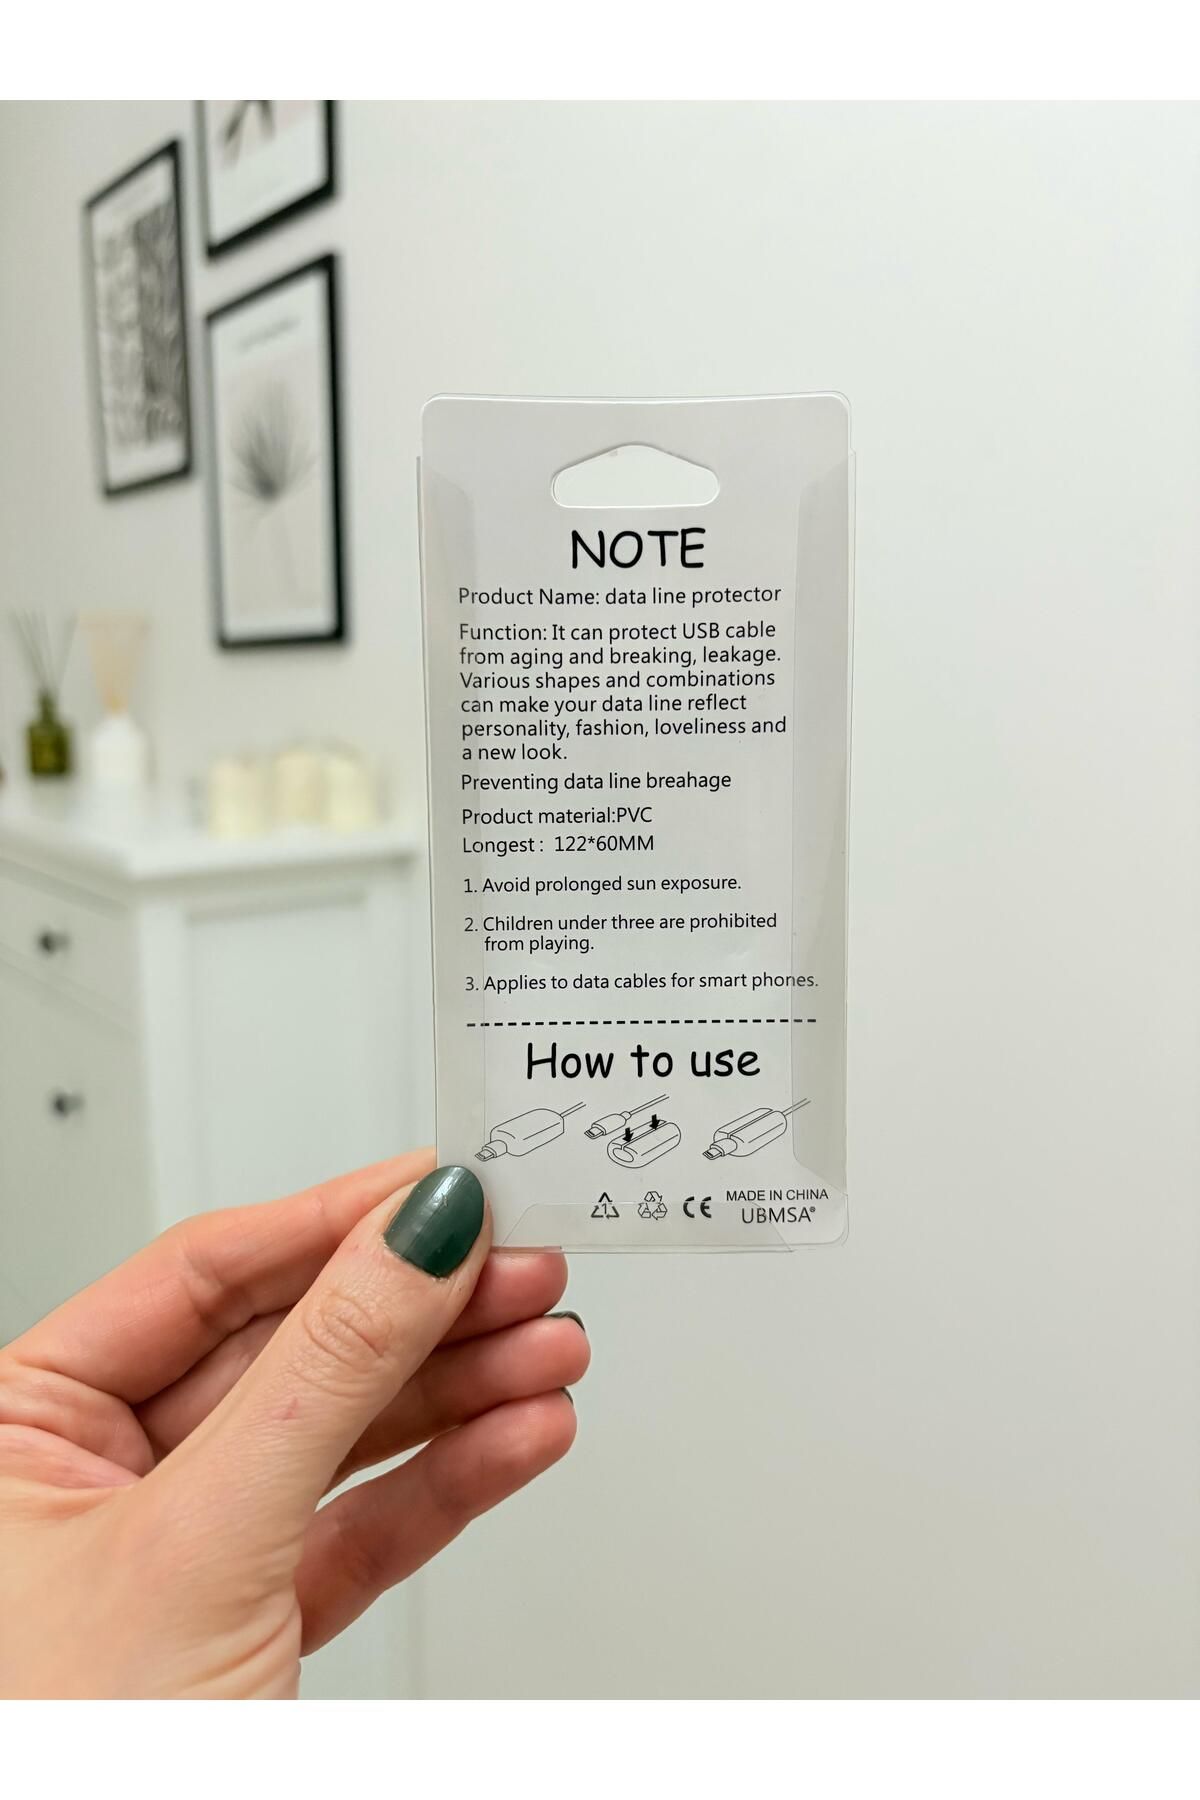 NOTE
Product Name: data line protector
Function: It can protect USB cable
from aging and breaking, leakage.
Various shapes and combinations
can make your data line reflect
personality, fashion, loveliness and
a new look.
Preventing data line breahage
Product material:PVC
Longest : 122*60MM
1. Avoid prolonged sun exposure.
2. Children under three are prohibited
from playing.
3. Applies to data cables for smart phones.
How to use
1
CE
MADE IN CHINA
UBMSA®